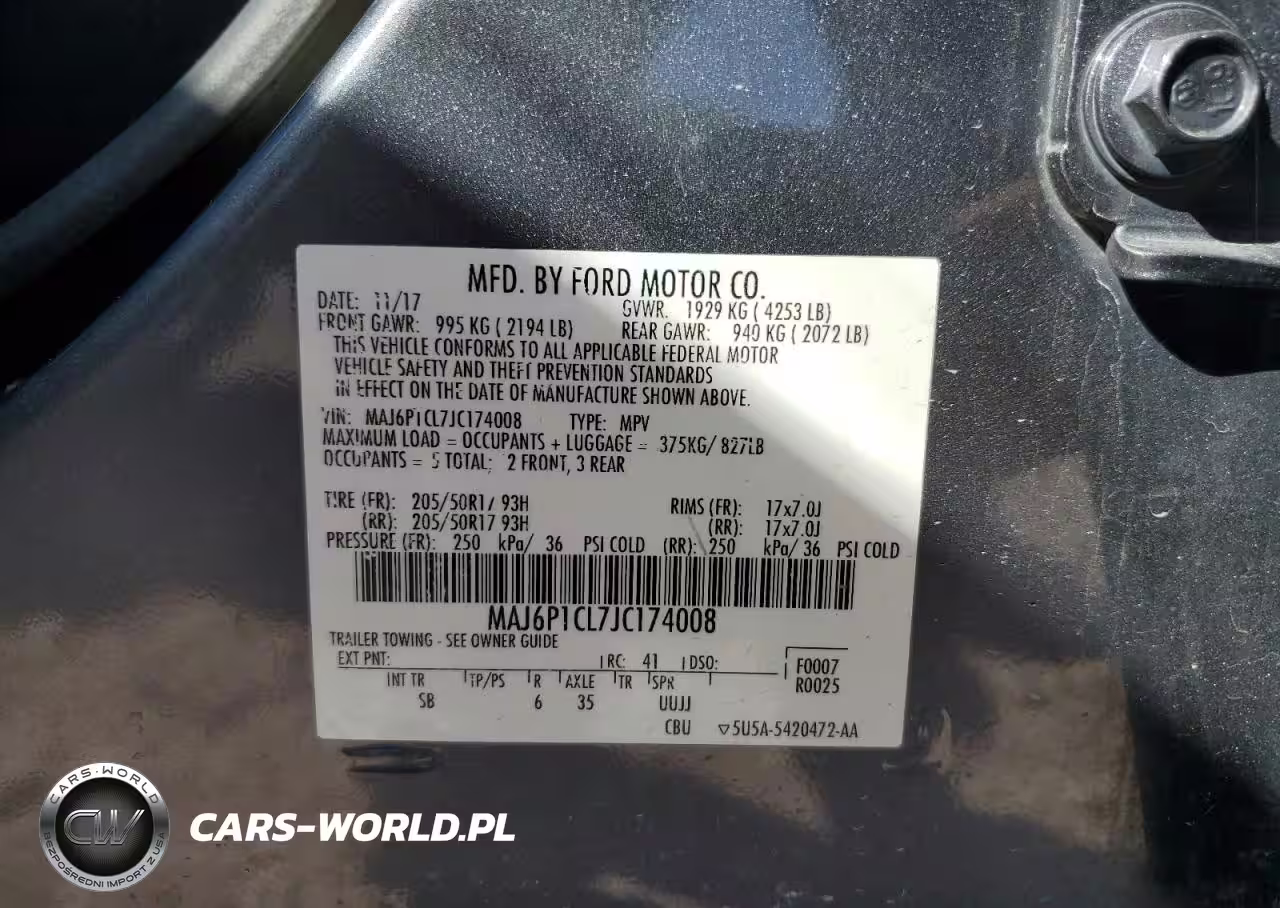 MFD. BY FORD MOTOR CO.
DATE: 11/17 GVWR: 1929 KG ( 4253 LB)
FRONT GAWR: 995 KG ( 2194 LB) REAR GAWR: 940 KG ( 2072 LB)
THIS VEHICLE CONFORMS TO ALL APPLICABLE FEDERAL MOTOR
VEHICLE SAFETY AND THEFT PREVENTION STANDARDS
IN EFFECT ON THE DATE OF MANUFACTURE SHOWN ABOVE.
VIN: MAJ6P1CL7JC174008 TYPE: MPV
MAXIMUM LOAD = OCCUPANTS + LUGGAGE = 375KG/ 827LB
OCCUPANTS = 5 TOTAL; 2 FRONT, 3 REAR
TIRE (FR): 205/50R17 93H RIMS (FR): 17x7.0J
(RR): 205/50R17 93H (RR): 17x7.0J
PRESSURE (FR): 250 kPa/ 36 PSI COLD (RR): 250 kPa/ 36 PSI COLD
MAJ6P1CL7JC174008
TRAILER TOWING - SEE OWNER GUIDE
EXT PNT: RC: 41 DSO: F0007
R0025
INT TR TP/PS R AXLE TR SPR
SB 6 35 UUJJ
CBU ▽5U5A-5420472-AA
CARS-WORLD
CW
BEZPOŚREDNI IMPORT Z USA
CARS-WORLD.PL